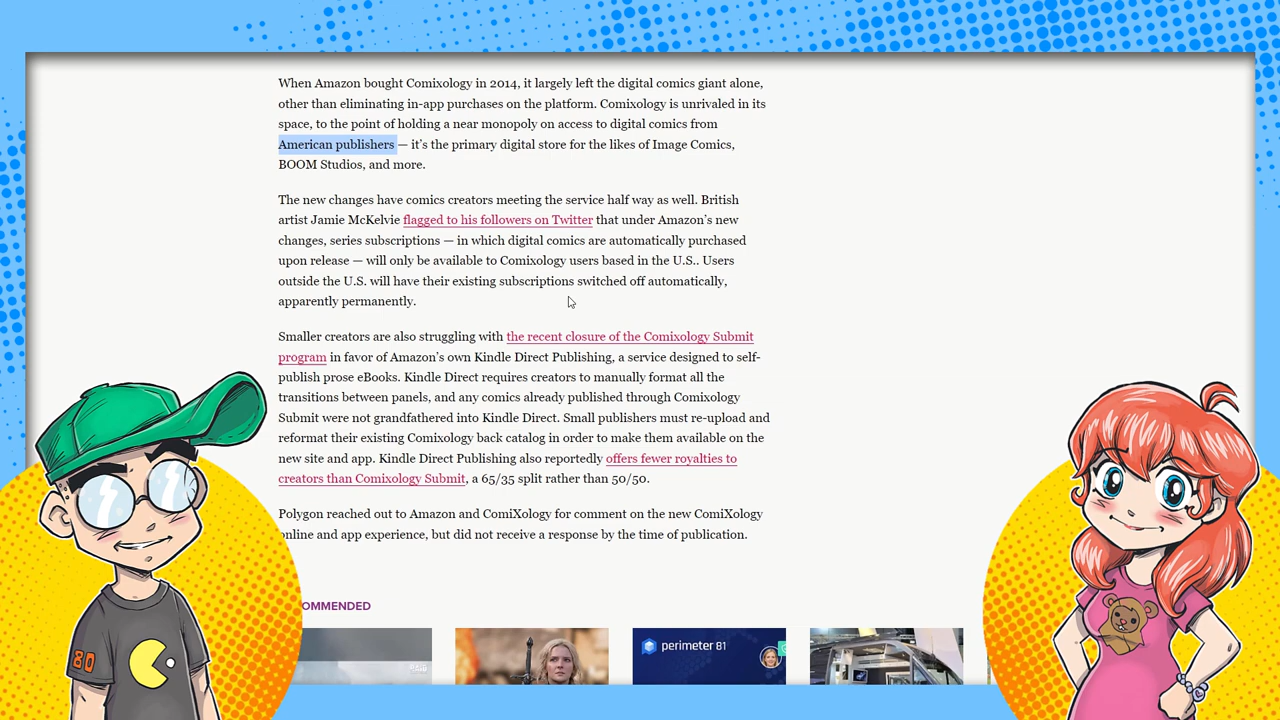 When Amazon bought Comixology in 2014, it largely left the digital comics giant alone,
other than eliminating in-app purchases on the platform. Comixology is unrivaled in its
space, to the point of holding a near monopoly on access to digital comics from
American publishers — it's the primary digital store for the likes of Image Comics,
BOOM Studios, and more.
The new changes have comics creators meeting the service half way as well. British
artist Jamie McKelvie flagged to his followers on Twitter that under Amazon's new
changes, series subscriptions — in which digital comics are automatically purchased
upon release — will only be available to Comixology users based in the U.S.. Users
outside the U.S. will have their existing subscriptions switched off automatically,
apparently permanently.
Smaller creators are also struggling with the recent closure of the Comixology Submit
program in favor of Amazon's own Kindle Direct Publishing, a service designed to self-
publish prose eBooks. Kindle Direct requires creators to manually format all the
transitions between panels, and any comics already published through Comixology
Submit were not grandfathered into Kindle Direct. Small publishers must re-upload and
reformat their existing Comixology back catalog in order to make them available on the
new site and app. Kindle Direct Publishing also reportedly offers fewer royalties to
creators than Comixology Submit, a 65/35 split rather than 50/50.
Polygon reached out to Amazon and ComiXology for comment on the new ComiXology
online and app experience, but did not receive a response by the time of publication.
OMMENDED
perimeter 81
80